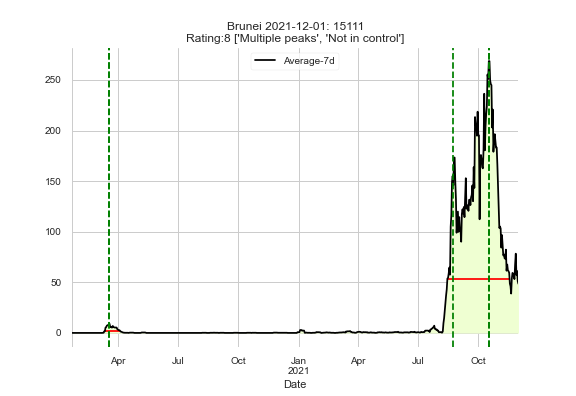 Brunei 2021-12-01: 15111
Rating:8 ['Multiple peaks', 'Not in control']
Average-7d
250
200
150
100
50
0
Apr Jul Oct Jan Apr Jul Oct
2021
Date